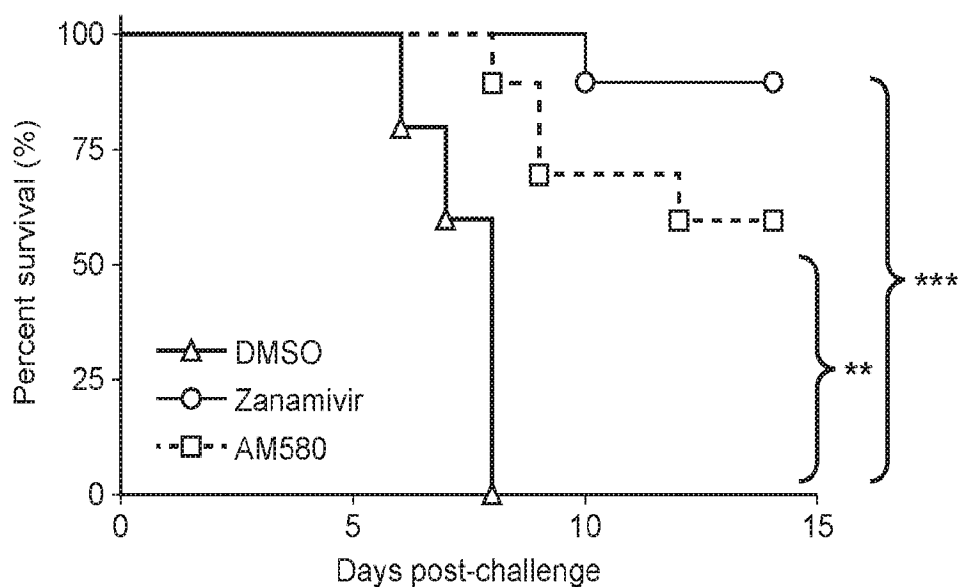 Percent survival (%)
100
75
50
25
0
DMSO
Zanamivir
AM580
**
***
0 5 10 15
Days post-challenge